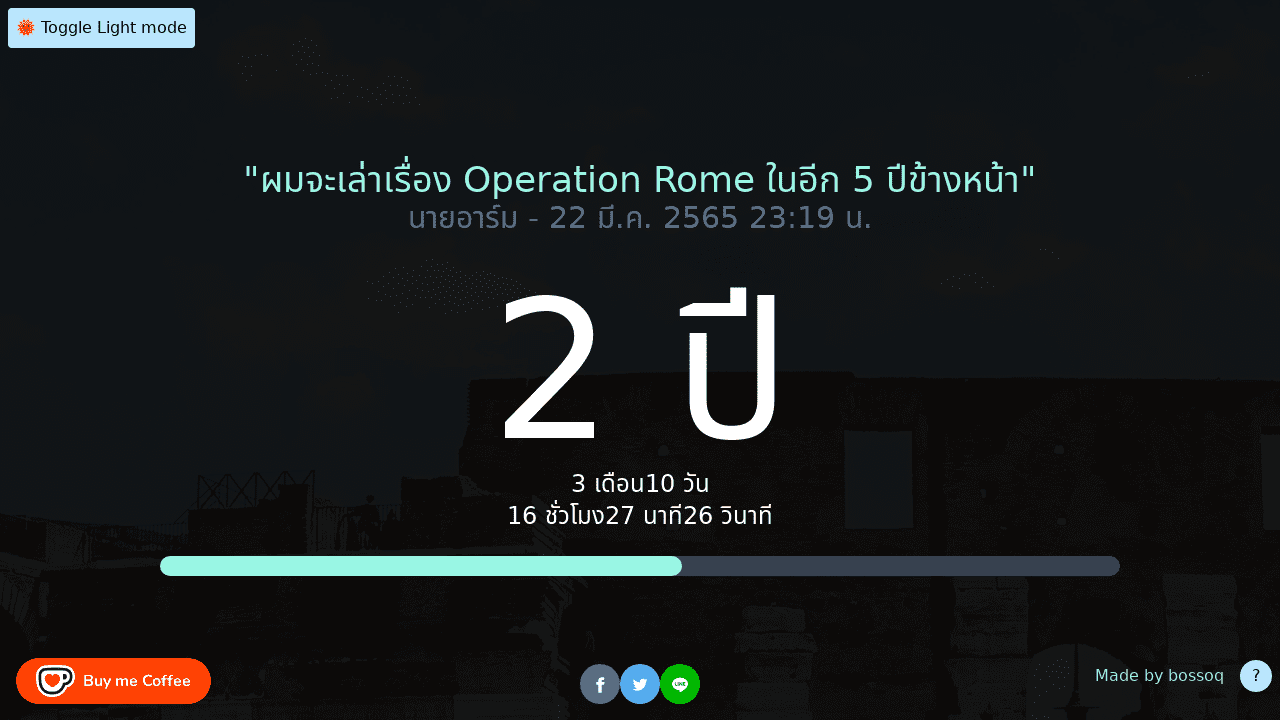 Toggle Light mode
"ผมจะเล่าเรื่อง Operation Rome ในอีก 5 ปีข้างหน้า"
นายอาร์ม - 22 มี.ค. 2565 23:19 น.
2 ปี
3 เดือน10 วัน
16 ชั่วโมง27 นาที26 วินาที
Buy me Coffee
LINE
Made by bossoq
?